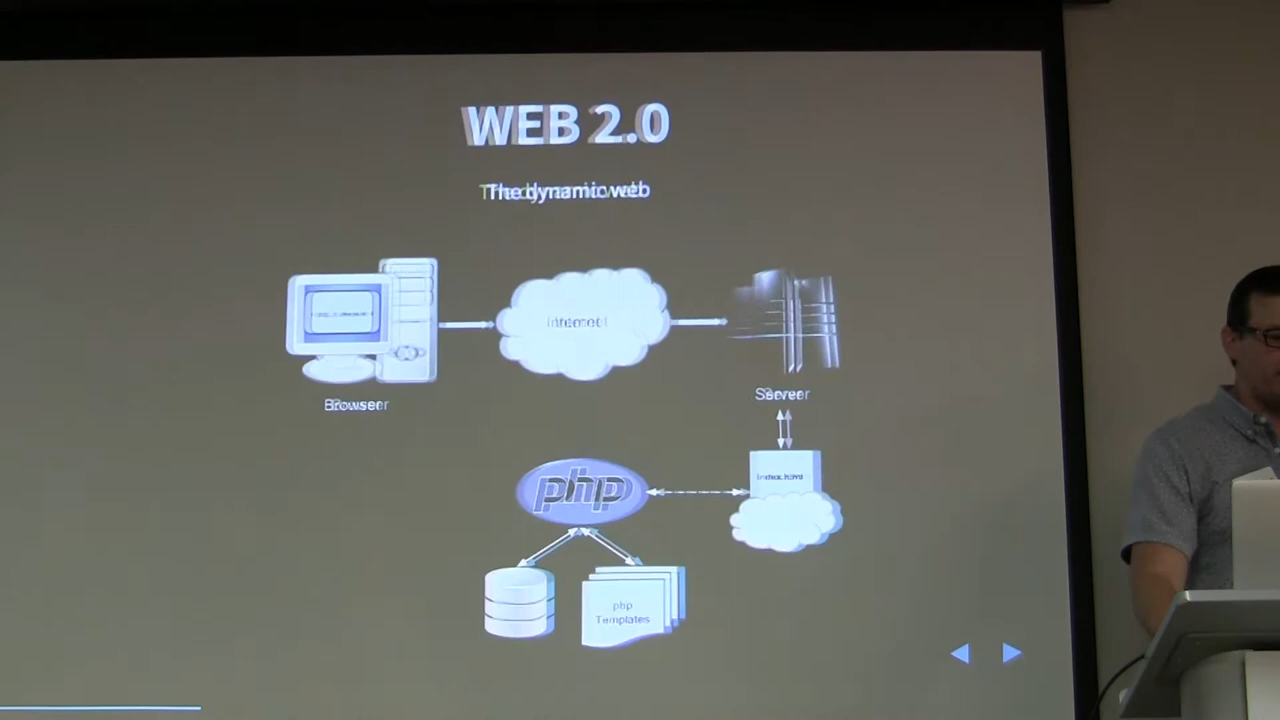 WEB 2.0
The dynamic web
Internet
Browser
Server
php
php
Templates